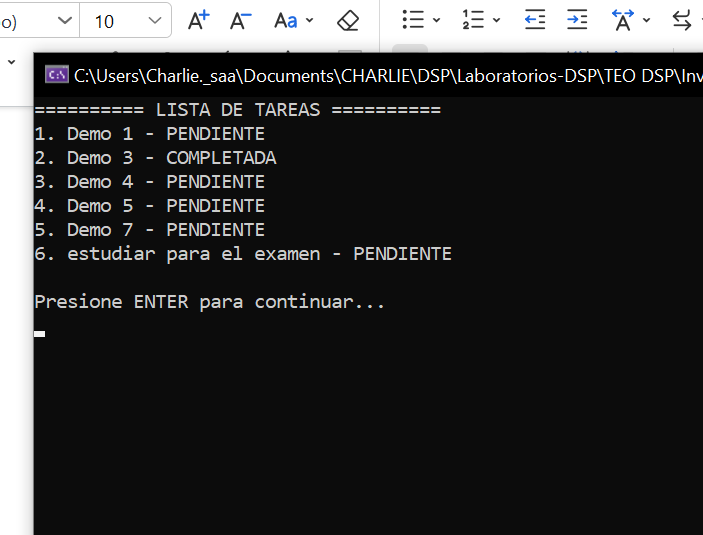 o)
10
A+
A-
Aa
A
C:\Users\Charlie._saa\Documents\CHARLIE\DSP\Laboratorios-DSP\TEO DSP\Inv
========== LISTA DE TAREAS ==========
1. Demo 1 - PENDIENTE
2. Demo 3 - COMPLETADA
3. Demo 4 - PENDIENTE
4. Demo 5 - PENDIENTE
5. Demo 7 - PENDIENTE
6. estudiar para el examen - PENDIENTE
Presione ENTER para continuar...